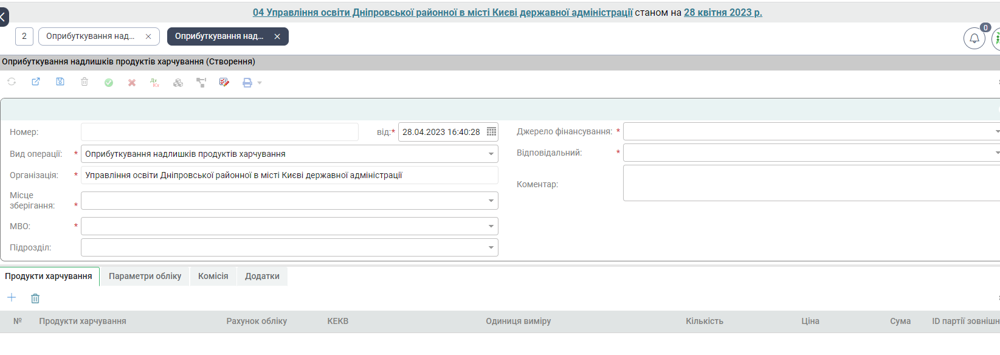 04 Управління освіти Дніпровської районної в місті Києві державної адміністрації станом на 28 квітня 2023 р.
2 Оприбуткування над... Оприбуткування над... 0
Оприбуткування надлишків продуктів харчування (Створення)
Дт
Кт
Номер: від:* 28.04.2023 16:40:28 Джерело фінансування: *
Вид операції: * Оприбуткування надлишків продуктів харчування Відповідальний: *
Організація: * Управління освіти Дніпровської районної в місті Києві державної адміністрації
Коментар:
Місце
зберігання: *
МВО: *
Підрозділ:
Продукти харчування Параметри обліку Комісія Додатки
№ Продукти харчування Рахунок обліку КЕКВ Одиниця виміру Кількість Ціна Сума ID партії зовнішн